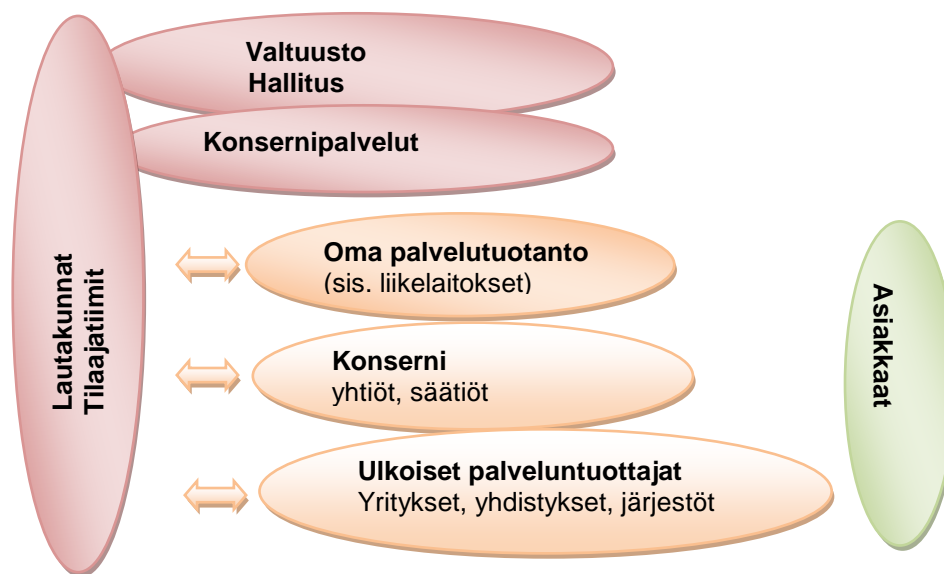 Valtuusto
Hallitus
Konsernipalvelut
Lautakunnat
Tilaajatiimit
Oma palvelutuotanto
(sis. liikelaitokset)
Konserni
yhtiöt, säätiöt
Ulkoiset palveluntuottajat
Yritykset, yhdistykset, järjestöt
Asiakkaat